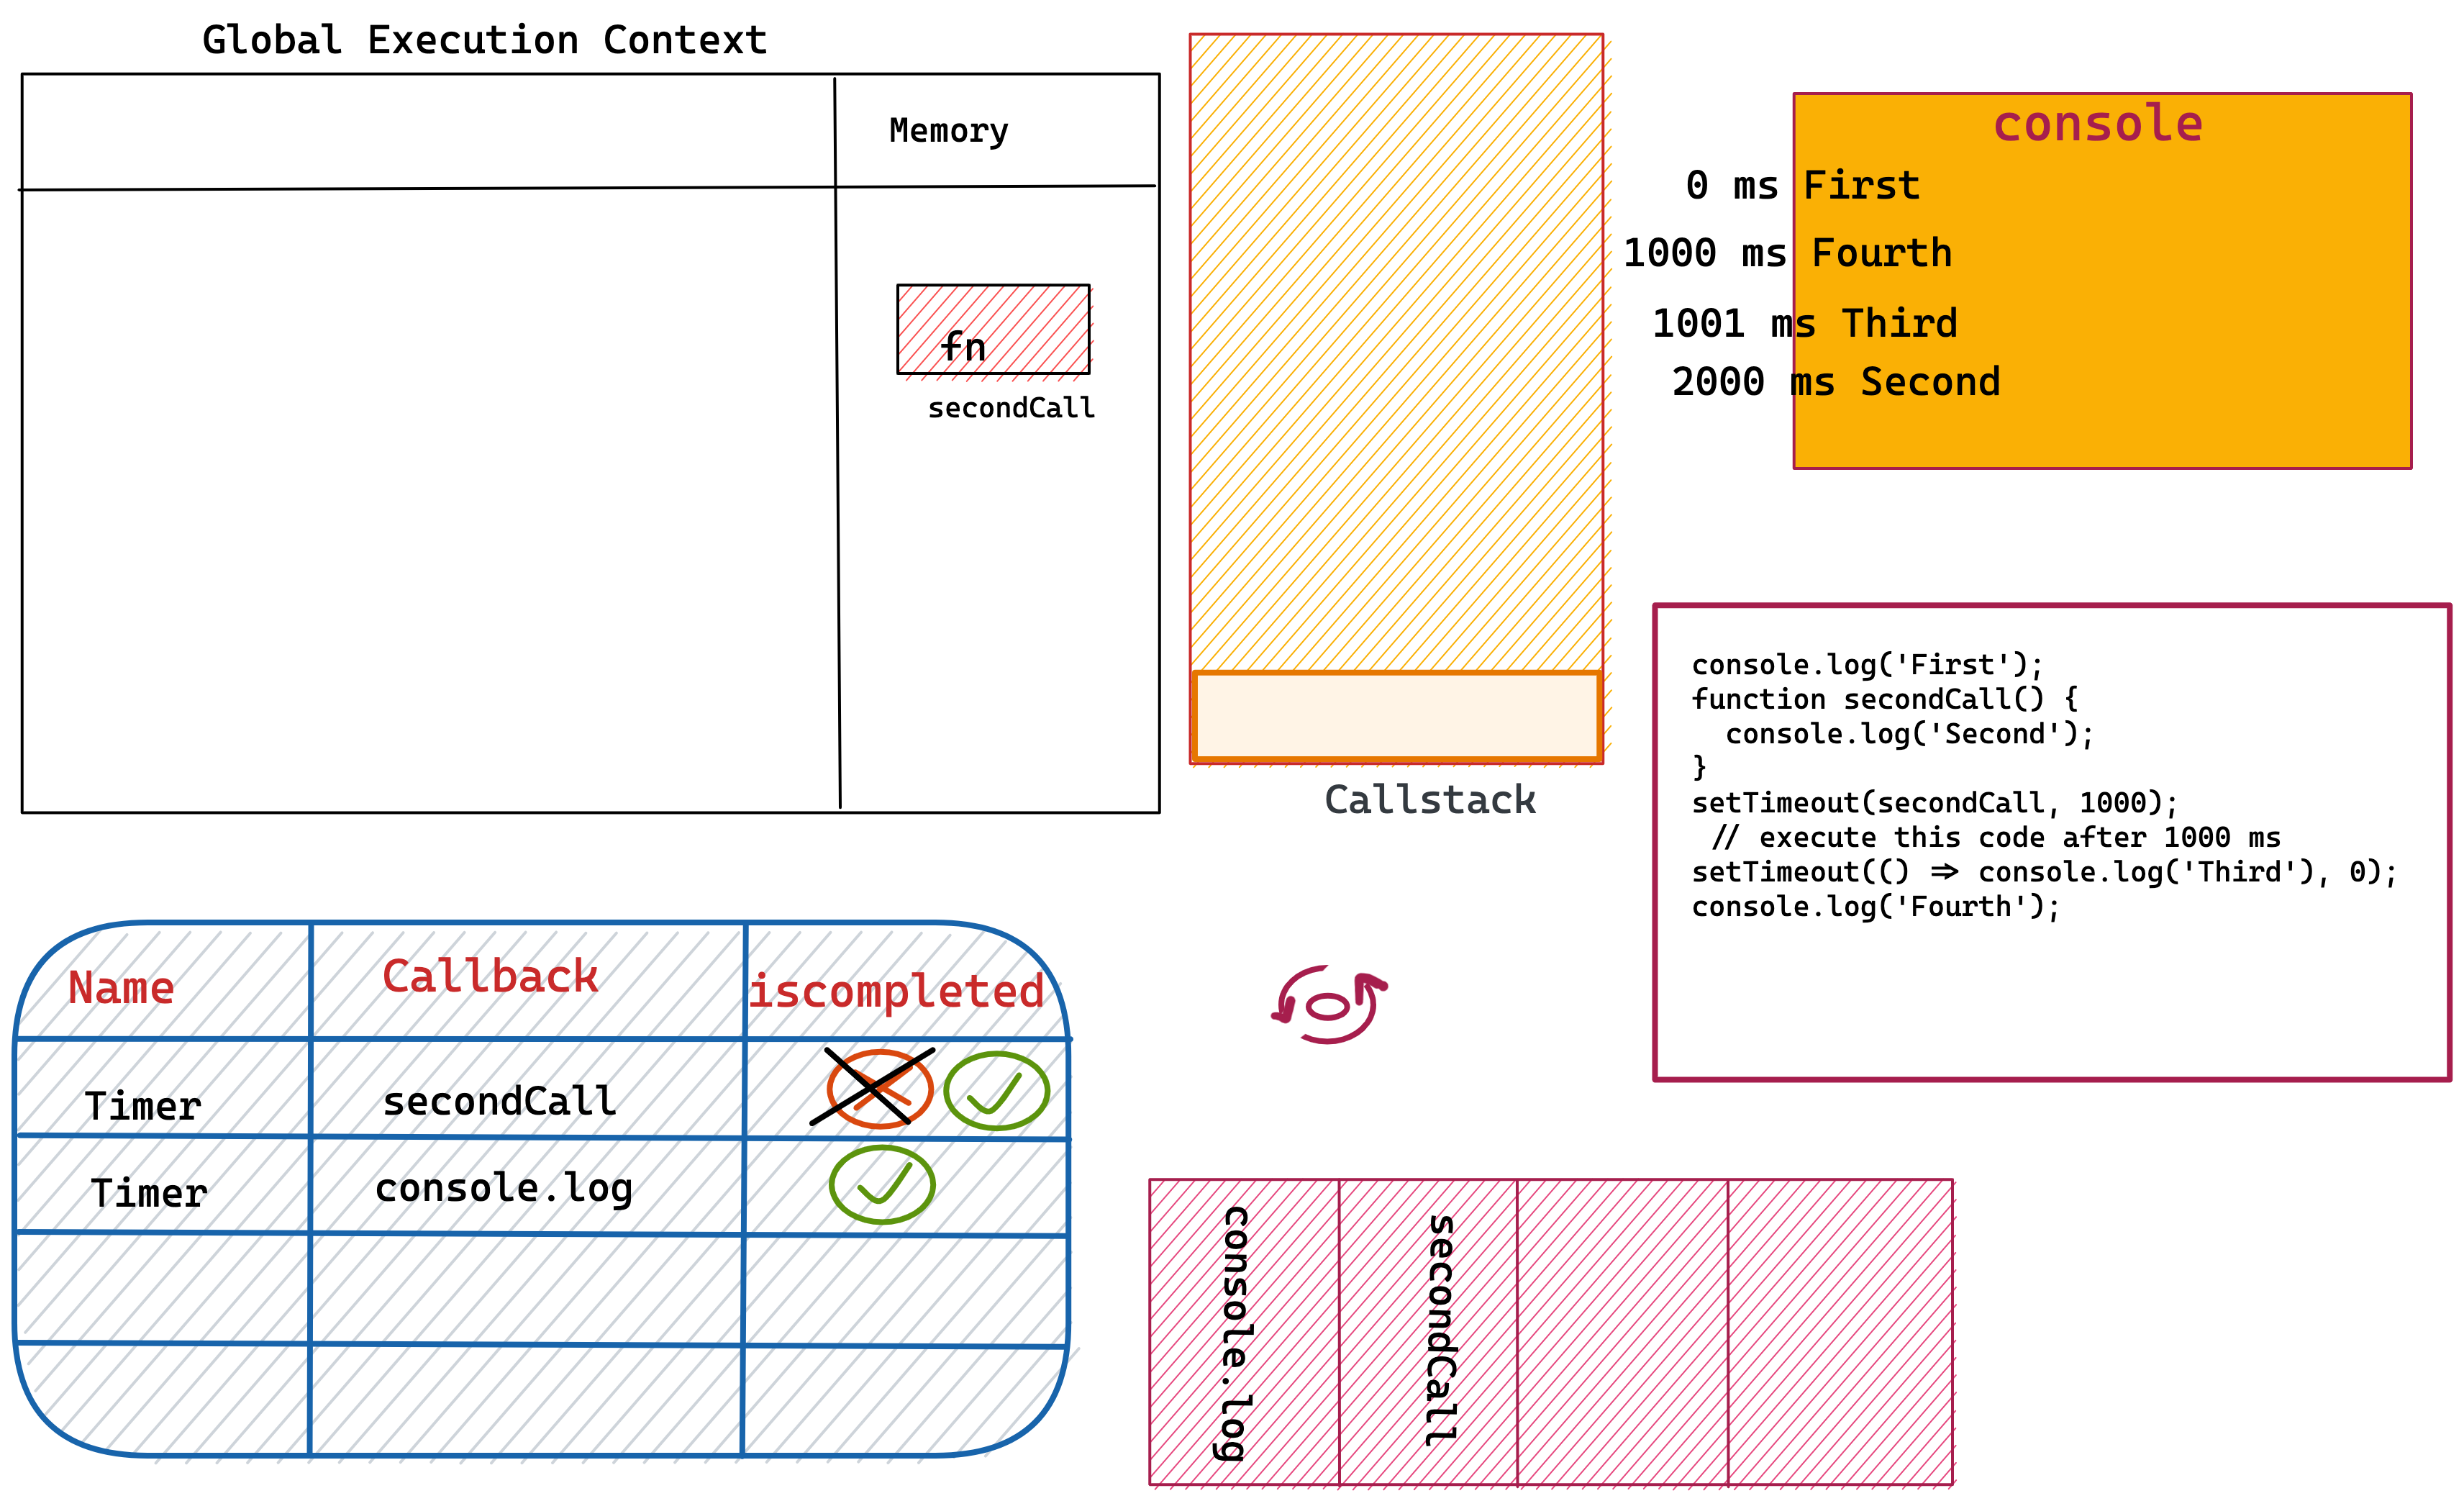 Global Execution Context
Memory
fn
secondCall
Callstack
console
0 ms First
1000 ms Fourth
1001 ms Third
2000 ms Second
console.log('First');
function secondCall() {
  console.log('Second');
}
setTimeout(secondCall, 1000);
 // execute this code after 1000 ms
setTimeout(() => console.log('Third'), 0);
console.log('Fourth');
Name Callback iscompleted
Timer secondCall
Timer console.log
console.log
secondCall